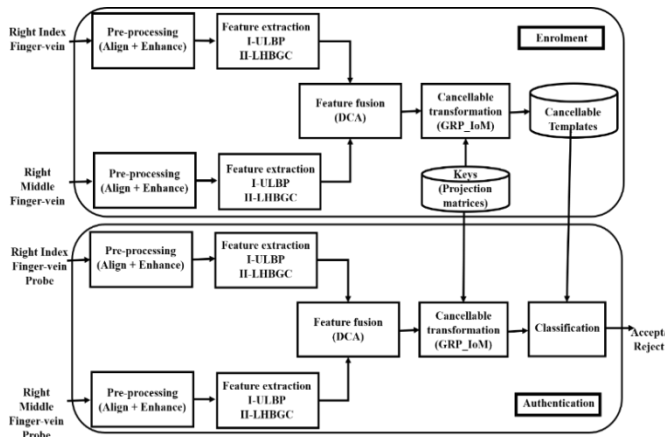 Right Index
Finger-vein
Pre-processing
(Align + Enhance)
Feature extraction
I-ULBP
II-LHBGC
Enrolment
Feature fusion
(DCA)
Cancellable
transformation
(GRP_IoM)
Cancellable
Templates
Right
Middle
Finger-vein
Pre-processing
(Align + Enhance)
Feature extraction
I-ULBP
II-LHBGC
Keys
(Projection
matrices)
Right Index
Finger-vein
Probe
Pre-processing
(Align + Enhance)
Feature extraction
I-ULBP
II-LHBGC
Feature fusion
(DCA)
Cancellable
transformation
(GRP_IoM)
Classification
Accept/
Reject
Right
Middle
Finger-vein
Probe
Pre-processing
(Align + Enhance)
Feature extraction
I-ULBP
II-LHBGC
Authentication